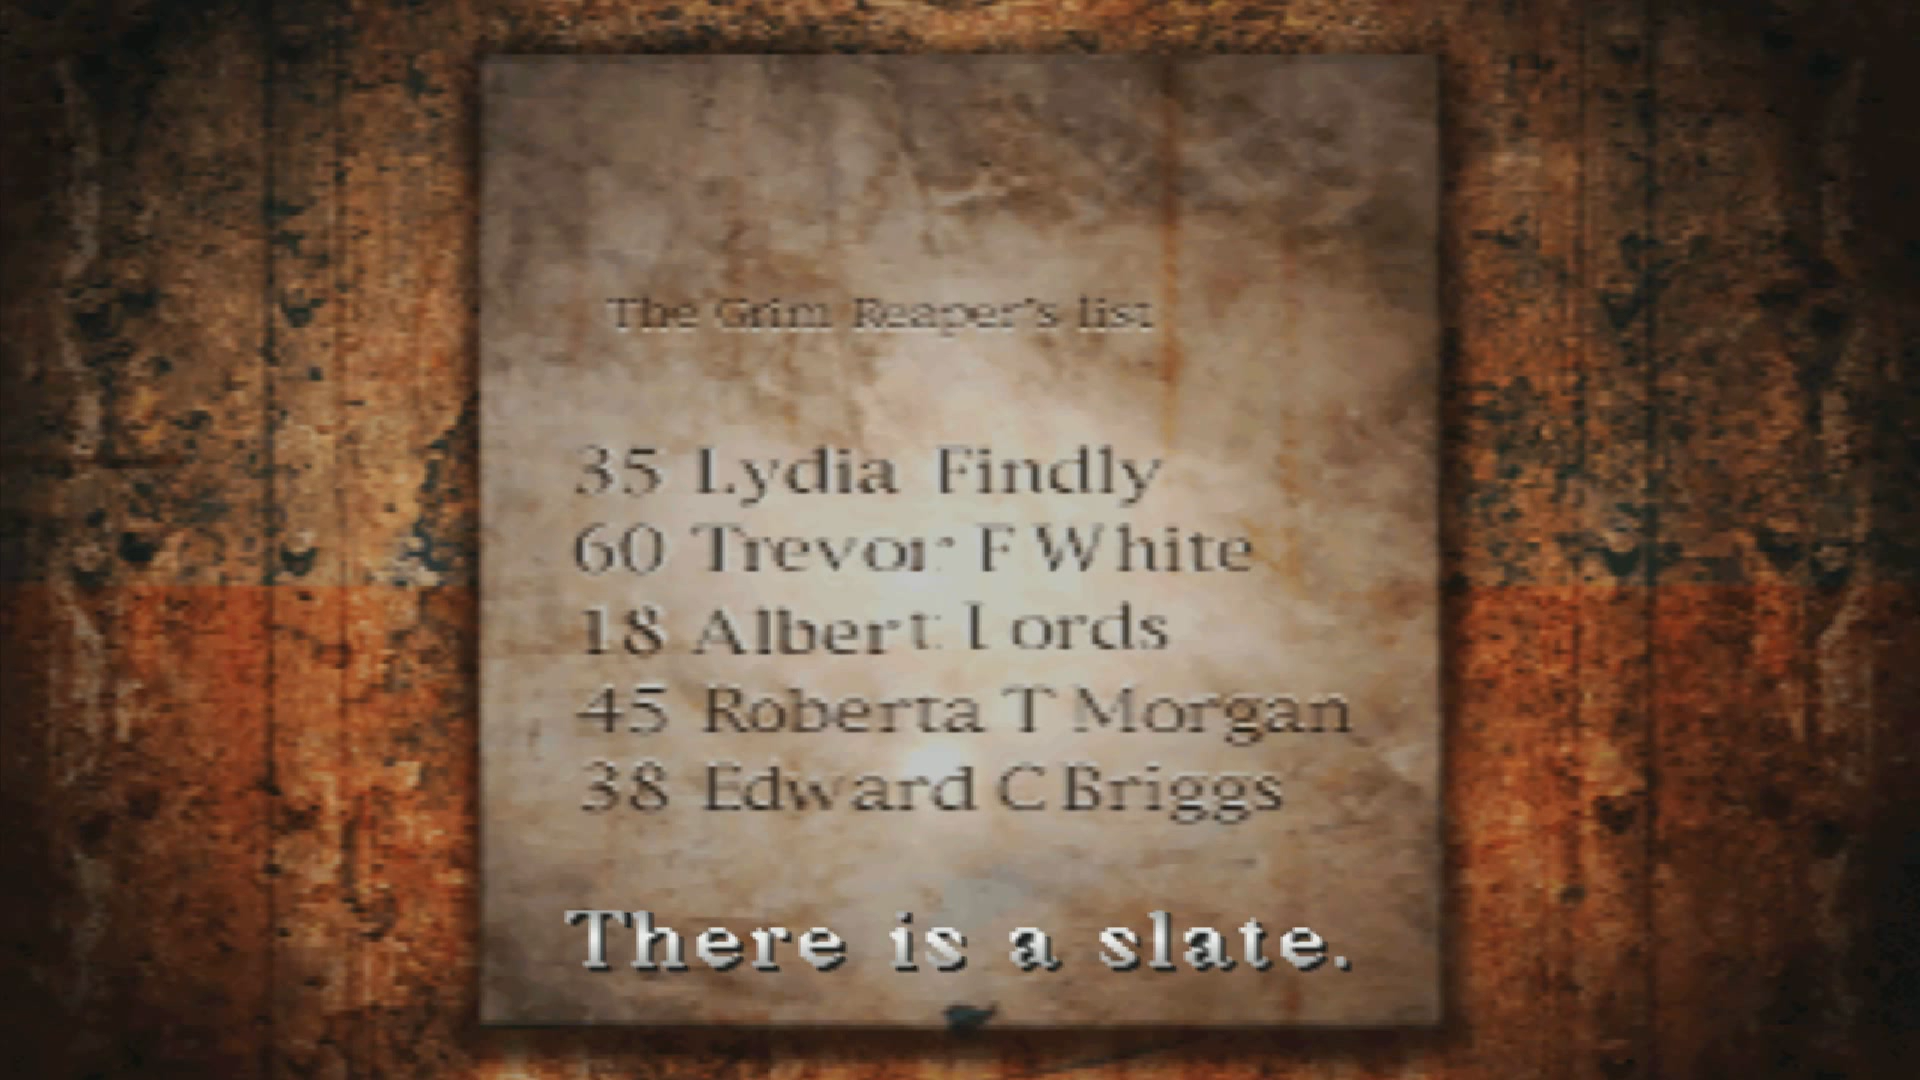 The Grim Reaper's list
35 Lydia Findly
60 Trevor F White
18 Albert Lords
45 Roberta T Morgan
38 Edward C Briggs
There is a slate.